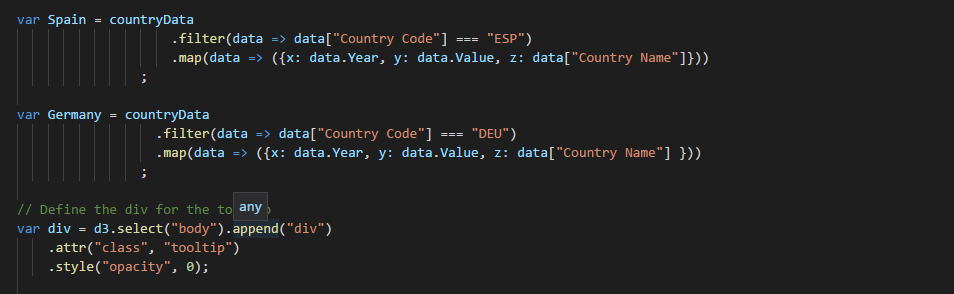 var Spain = countryData
.filter(data => data["Country Code"] === "ESP")
.map(data => ({x: data.Year, y: data.Value, z: data["Country Name"]}))
;
var Germany = countryData
.filter(data => data["Country Code"] === "DEU")
.map(data => ({x: data.Year, y: data.Value, z: data["Country Name"] }))
;
// Define the div for the
any
var div = d3.select("body").append("div")
.attr("class", "tooltip")
.style("opacity", 0);